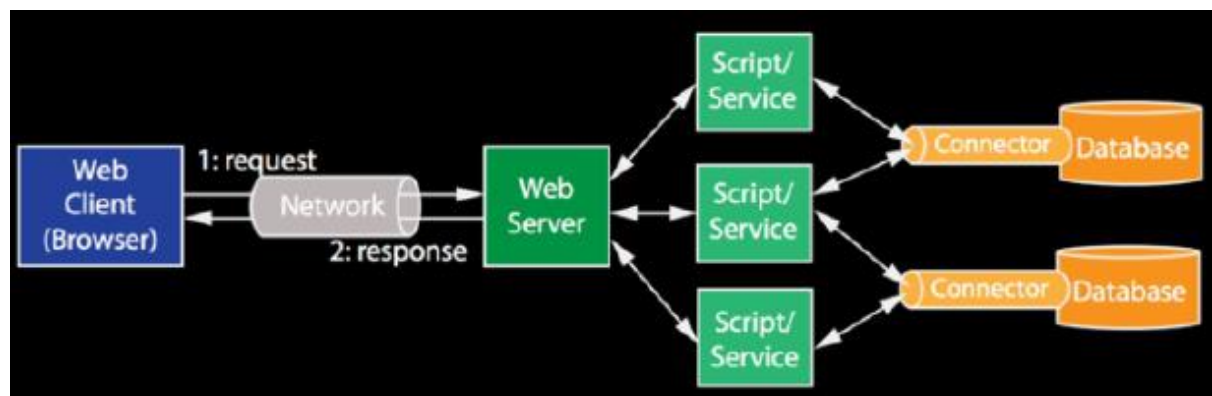 Web
Client
(Browser)
1: request
Network
2: response
Web
Server
Script/
Service
Script/
Service
Script/
Service
Connector
Database
Connector
Database